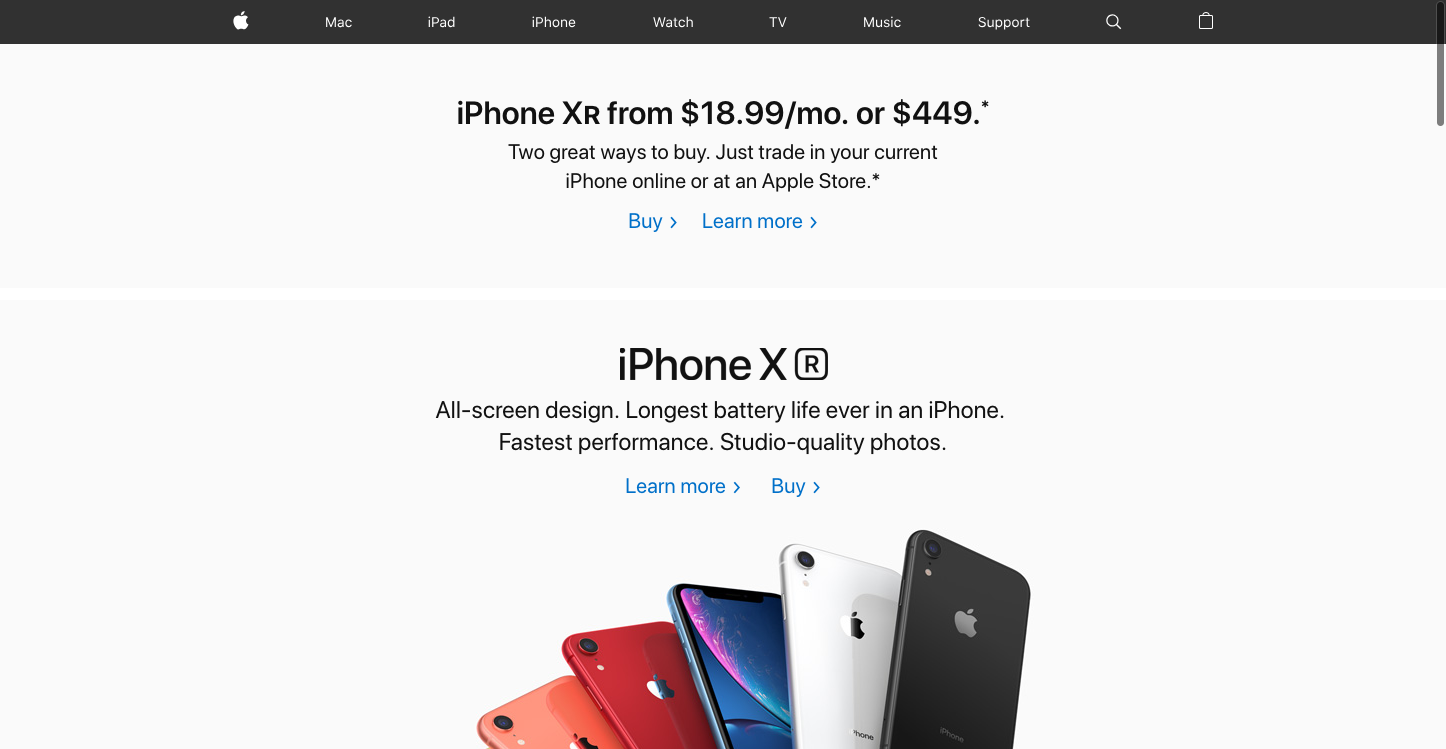 Mac iPad iPhone Watch TV Music Support
iPhone XR from $18.99/mo. or $449.*
Two great ways to buy. Just trade in your current
iPhone online or at an Apple Store.*
Buy > Learn more >
iPhone XR
All-screen design. Longest battery life ever in an iPhone.
Fastest performance. Studio-quality photos.
Learn more > Buy >
iPhone
iPhone